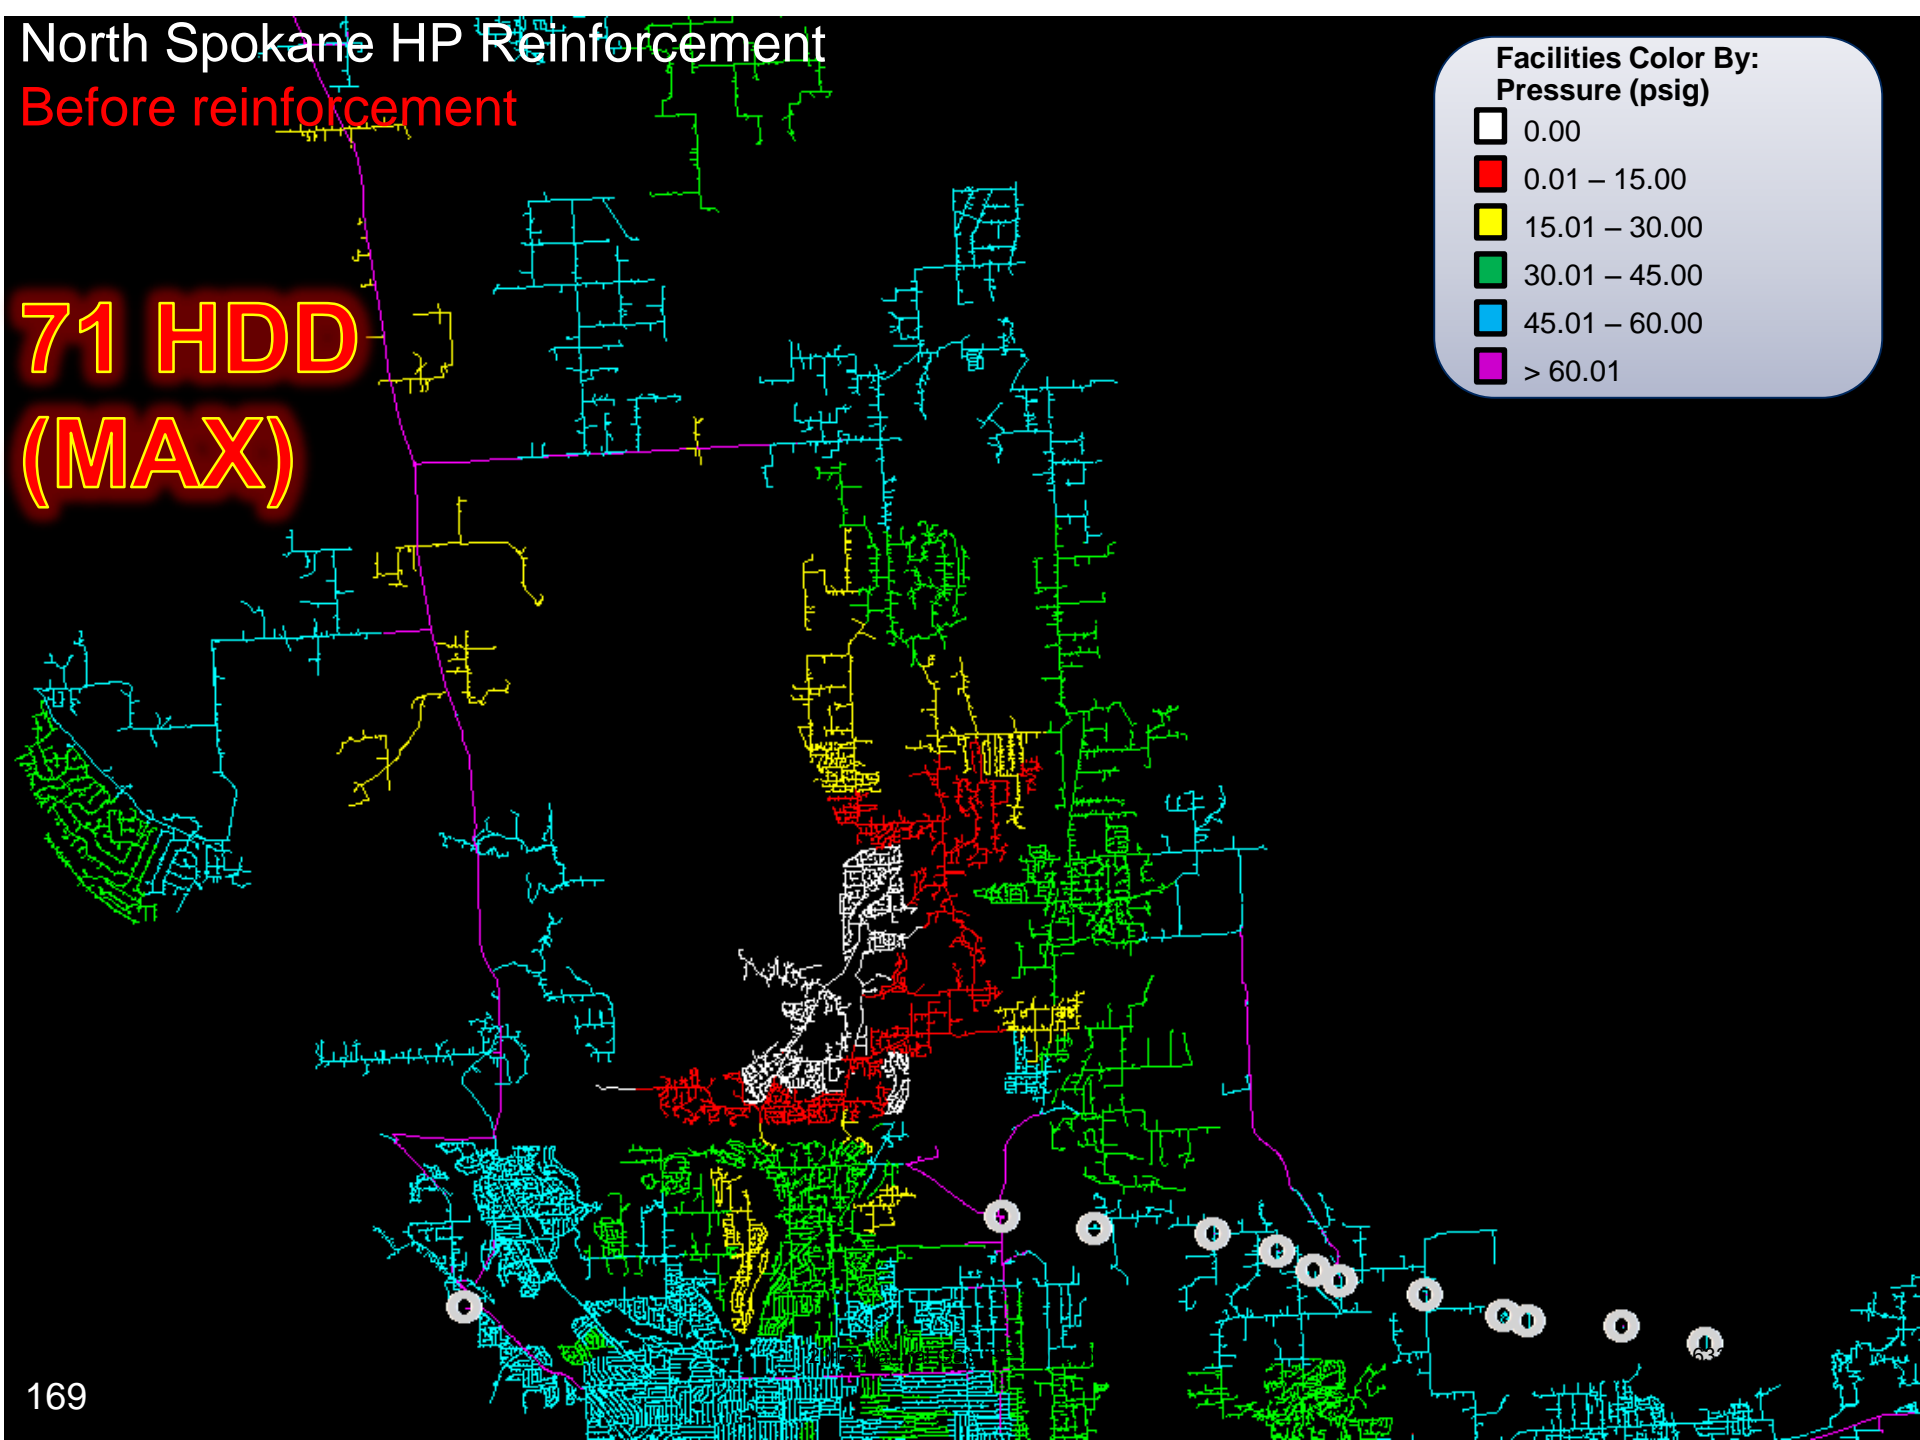 North Spokane HP Reinforcement
Before reinforcement
Facilities Color By:
Pressure (psig)
0.00
0.01 – 15.00
15.01 – 30.00
30.01 – 45.00
45.01 – 60.00
> 60.01
71 HDD
(MAX)
169